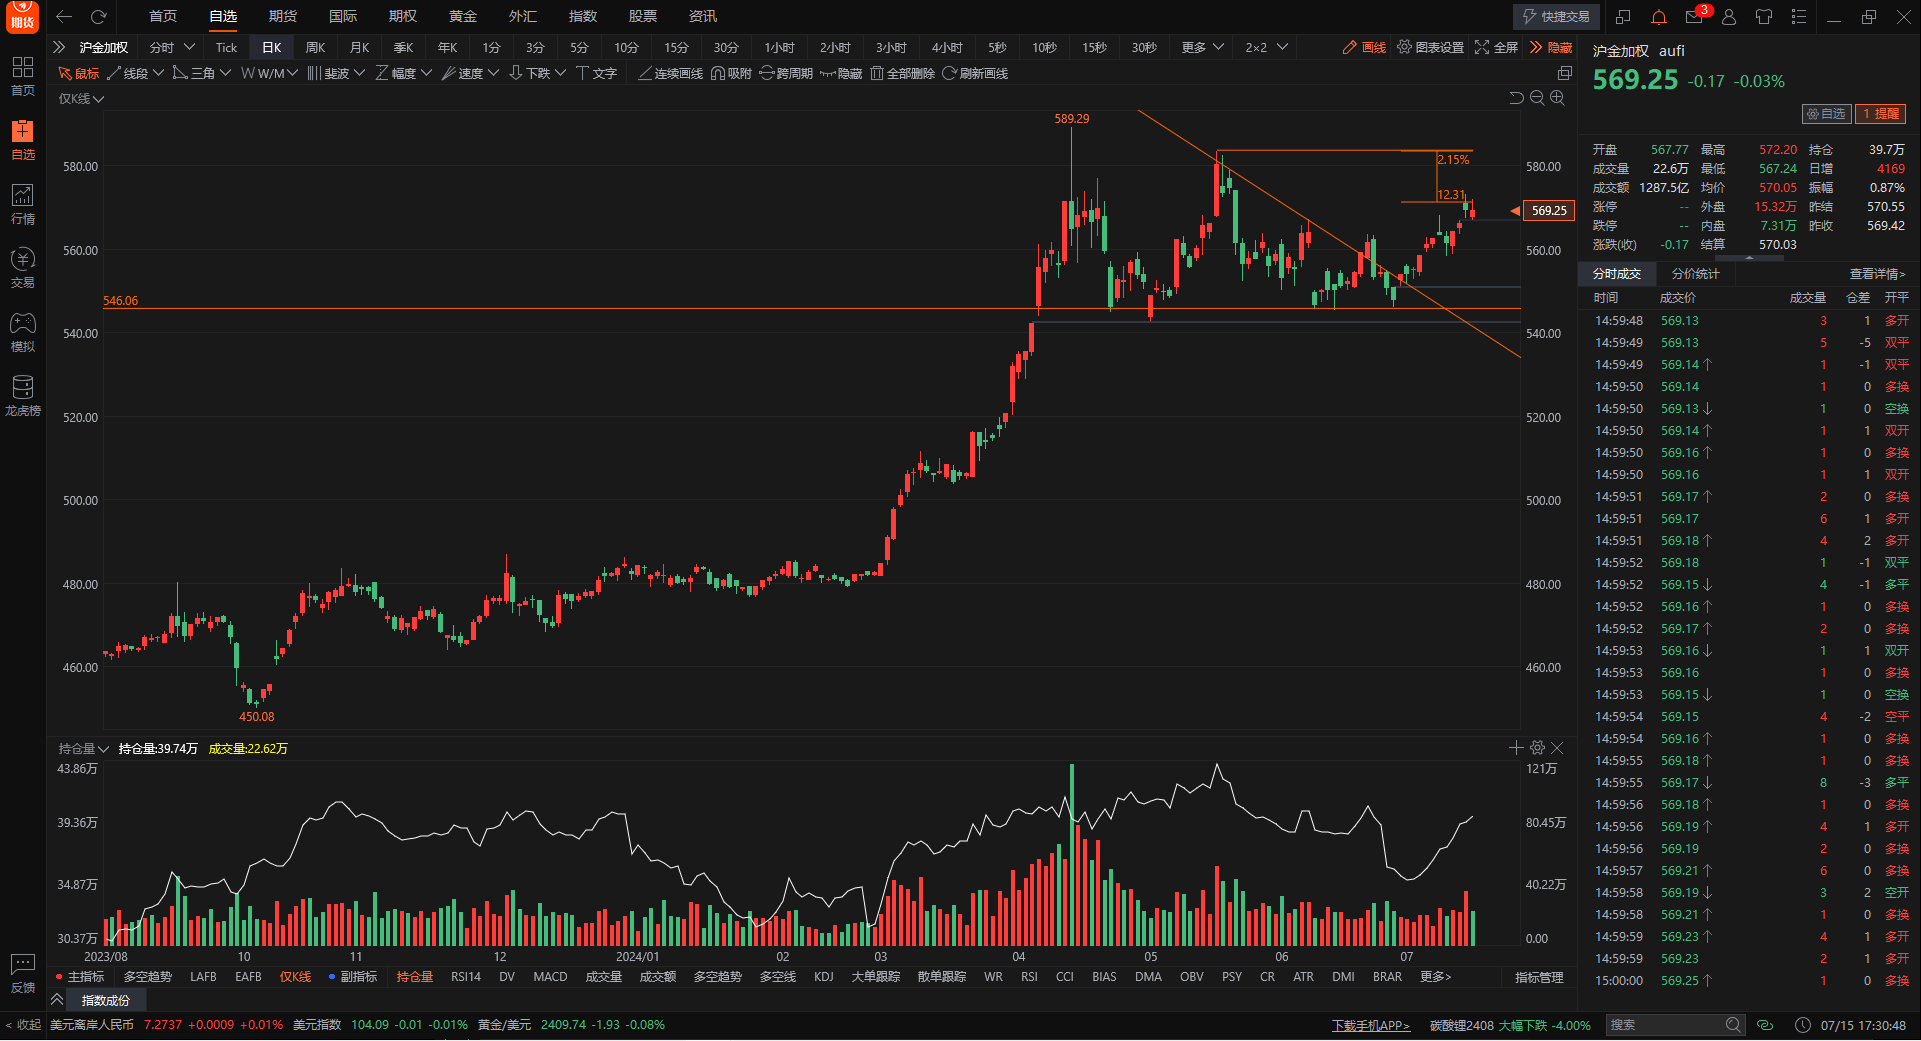 期货 首页 自选 期货 国际 期权 黄金 外汇 指数 股票 资讯 快捷交易 3
沪金加权 分时 Tick 日K 周K 月K 季K 年K 1分 3分 5分 10分 15分 30分 1小时 2小时 3小时 4小时 5秒 10秒 15秒 30秒 更多 2×2 画线 图表设置 全屏 隐藏
鼠标 线段 三角 W/M 斐波 幅度 速度 下跌 文字 连续画线 吸附 跨周期 隐藏 全部删除 刷新画线
首页
自选
行情
交易
模拟
龙虎榜
反馈
< 收起
仅K线
589.29
580.00
560.00
546.06
540.00
520.00
500.00
480.00
460.00
450.08
2.15%
12.31
580.00
569.25
560.00
540.00
520.00
500.00
480.00
460.00
持仓量 持仓量:39.74万 成交量:22.62万
43.86万 121万
39.36万 80.45万
34.87万 40.22万
30.37万 0.00
2023/08 10 11 12 2024/01 02 03 04 05 06 07
主指标 多空趋势 LAFB EAFB 仅K线 副指标 持仓量 RSI14 DV MACD 成交量 成交额 多空趋势 多空线 KDJ 大单跟踪 散单跟踪 WR RSI CCI BIAS DMA OBV PSY CR ATR DMI BRAR 更多> 指标管理
指数成份
沪金加权 aufi
569.25 -0.17 -0.03%
自选 1 提醒
开盘 567.77 最高 572.20 持仓 39.7万
成交量 22.6万 最低 567.24 日增 4169
成交额 1287.5亿 均价 570.05 振幅 0.87%
涨停 -- 外盘 15.32万 昨结 570.55
跌停 -- 内盘 7.31万 昨收 569.42
涨跌(收) -0.17 结算 570.03
分时成交 分价统计 查看详情>
时间 成交价 成交量 仓差 开平
14:59:48 569.13 3 1 多开
14:59:49 569.13 5 -5 双平
14:59:49 569.14↑ 1 -1 双平
14:59:50 569.14 1 0 多换
14:59:50 569.13↓ 1 0 空换
14:59:50 569.14↑ 1 1 双开
14:59:50 569.16↑ 1 0 多换
14:59:50 569.16 1 1 双开
14:59:51 569.17↑ 2 0 多换
14:59:51 569.17 6 1 多开
14:59:51 569.18↑ 4 2 多开
14:59:52 569.18 1 -1 双平
14:59:52 569.15↓ 4 -1 多平
14:59:52 569.16↑ 1 0 多换
14:59:52 569.17↑ 2 0 多换
14:59:53 569.16↓ 1 1 双开
14:59:53 569.16 1 0 多换
14:59:53 569.15↓ 1 0 空换
14:59:54 569.15 4 -2 空平
14:59:54 569.16↑ 1 0 多换
14:59:55 569.18↑ 1 0 多换
14:59:55 569.17↓ 8 -3 多平
14:59:56 569.18↑ 1 0 多换
14:59:56 569.19↑ 4 1 多开
14:59:56 569.19 2 0 多换
14:59:57 569.21↑ 6 0 多换
14:59:58 569.19↓ 3 2 空开
14:59:58 569.21↑ 1 0 多换
14:59:59 569.23↑ 4 1 多开
14:59:59 569.23 2 1 多开
15:00:00 569.25↑ 1 0 多换
美元离岸人民币 7.2737 +0.0009 +0.01% 美元指数 104.09 -0.01 -0.01% 黄金/美元 2409.74 -1.93 -0.08% 下载手机APP> 碳酸锂2408 大幅下跌 -4.00% 搜索 07/15 17:30:48